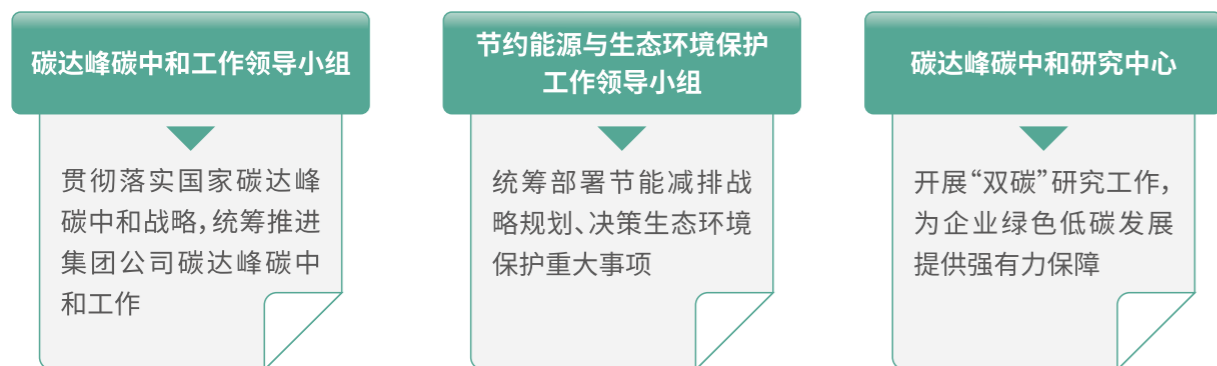 碳达峰碳中和工作领导小组
贯彻落实国家碳达峰
碳中和战略，统筹推进
集团公司碳达峰碳中
和工作
节约能源与生态环境保护
工作领导小组
统筹部署节能减排战
略规划、决策生态环境
保护重大事项
碳达峰碳中和研究中心
开展“双碳”研究工作，
为企业绿色低碳发展
提供强有力保障